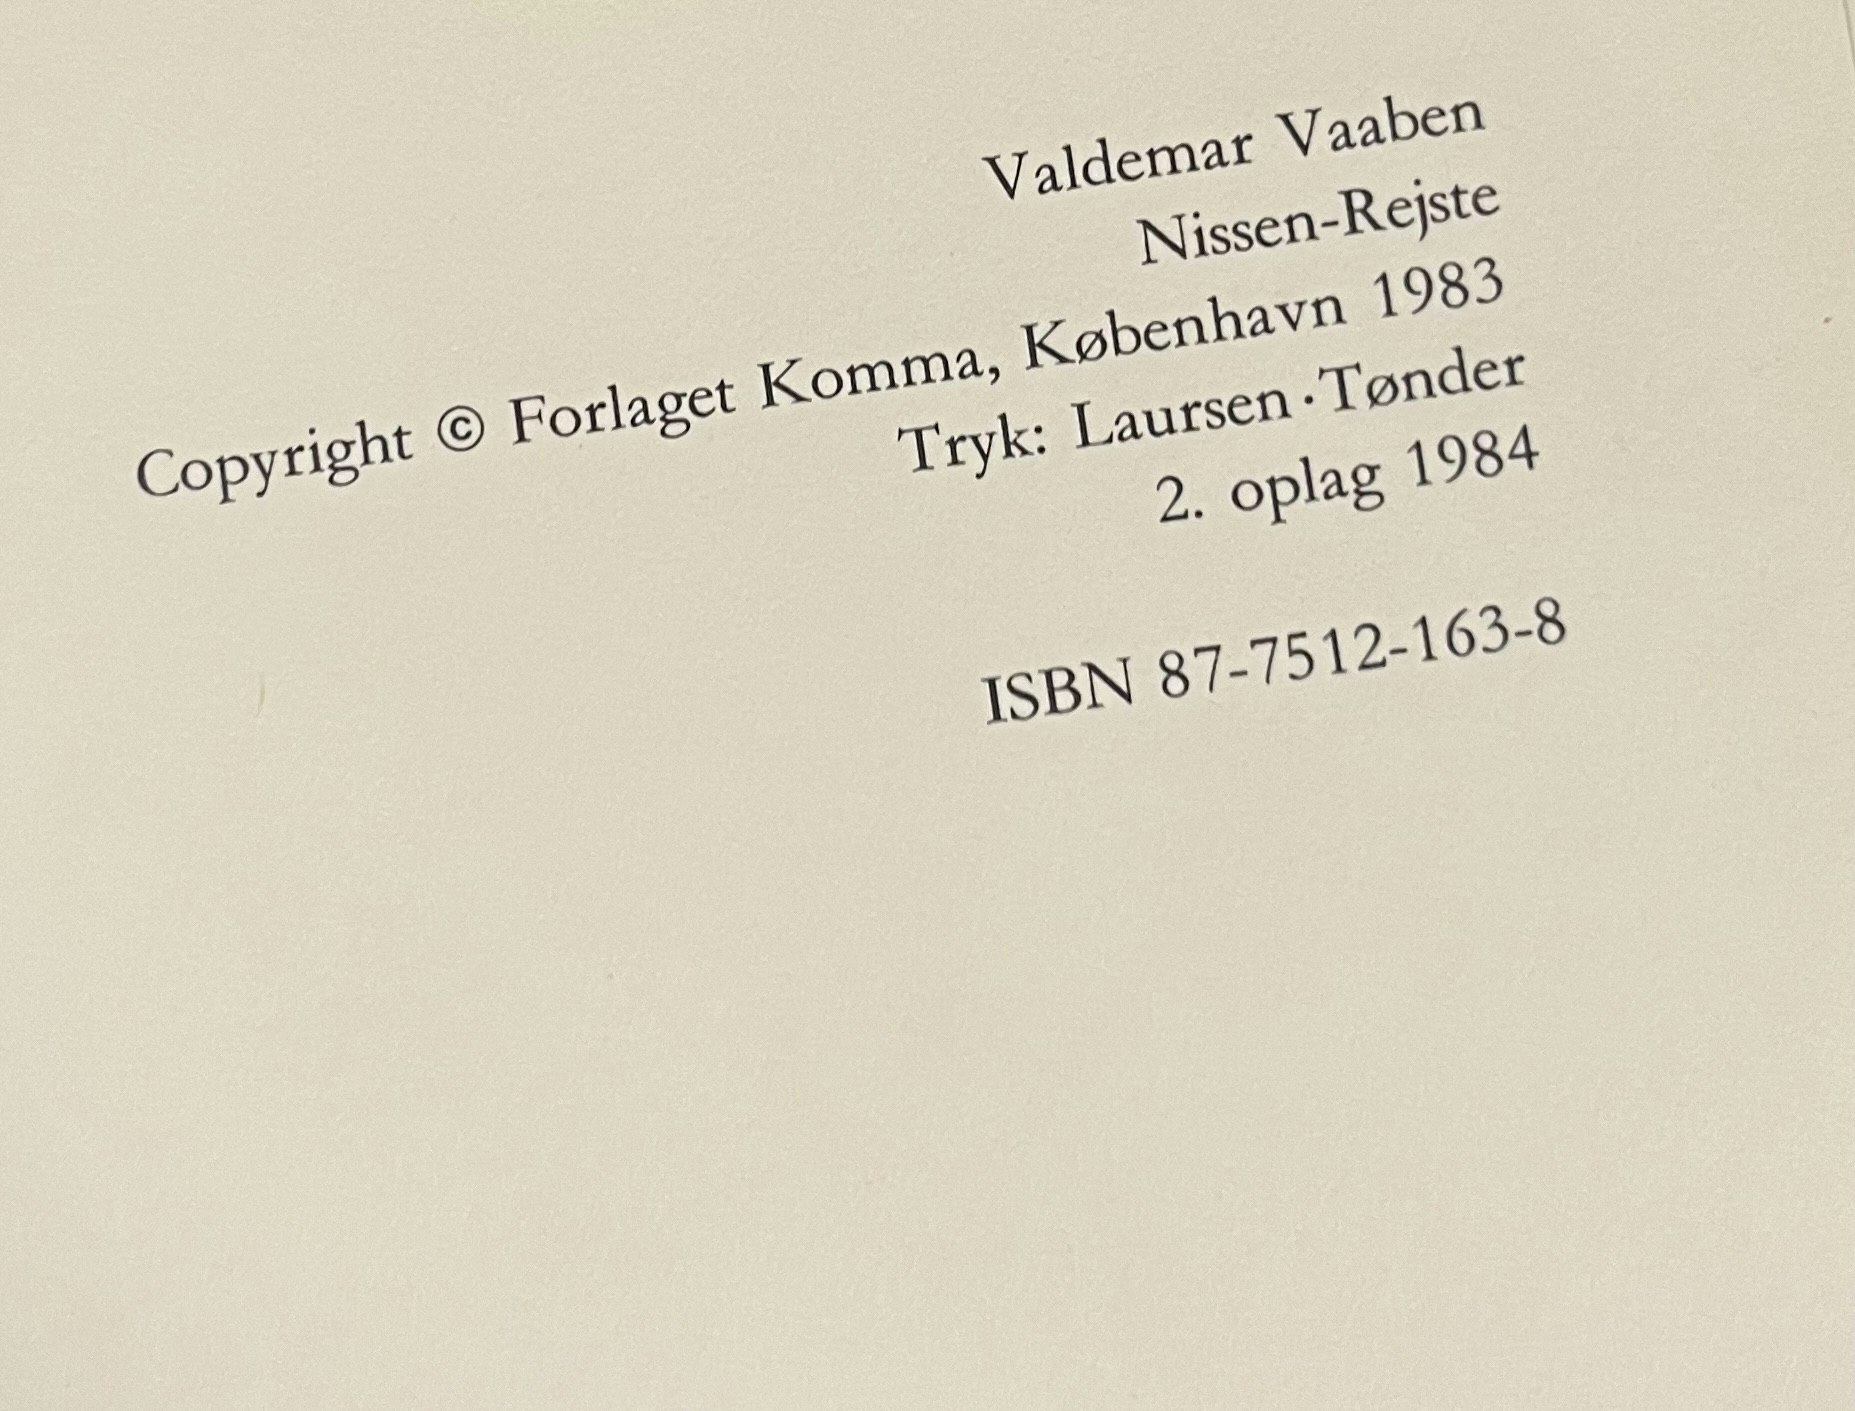 Valdemar Vaaben
Nissen-Rejste
Copyright © Forlaget Komma, København 1983
Tryk: Laursen·Tønder
2. oplag 1984
ISBN 87-7512-163-8